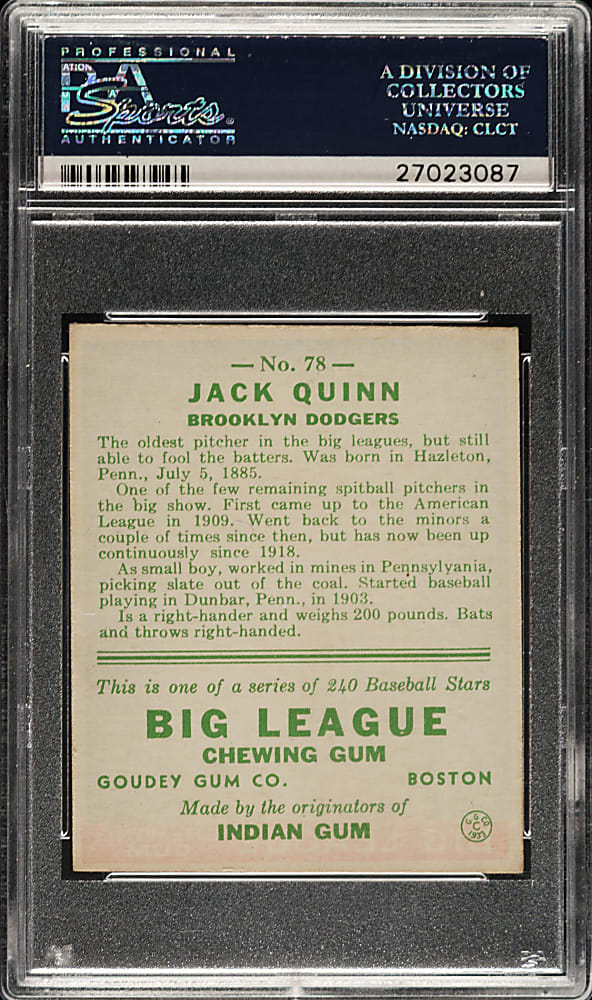 PROFESSIONAL
PSA
Sports
AUTHENTICATOR
A DIVISION OF
COLLECTORS
UNIVERSE
NASDAQ: CLCT
27023087
— No. 78 —
JACK QUINN
BROOKLYN DODGERS
The oldest pitcher in the big leagues, but still
able to fool the batters. Was born in Hazleton,
Penn., July 5, 1885.
One of the few remaining spitball pitchers in
the big show. First came up to the American
League in 1909. Went back to the minors a
couple of times since then, but has now been up
continuously since 1918.
As small boy, worked in mines in Pennsylvania,
picking slate out of the coal. Started baseball
playing in Dunbar, Penn., in 1903.
Is a right-hander and weighs 200 pounds. Bats
and throws right-handed.
This is one of a series of 240 Baseball Stars
BIG LEAGUE
CHEWING GUM
GOUDEY GUM CO. BOSTON
Made by the originators of
INDIAN GUM
G. G. CO.
C
1933